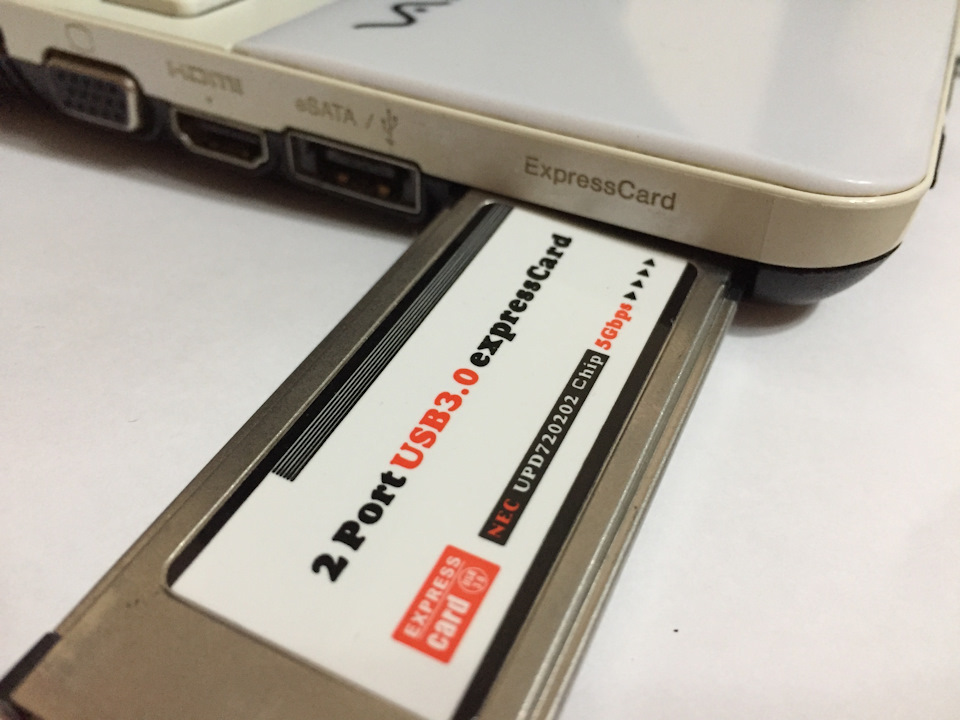 HDMI
eSATA /
ExpressCard
2 Port USB3.0 expressCard
NEC UPD720202 Chip 5Gbps
EXPRESS
card